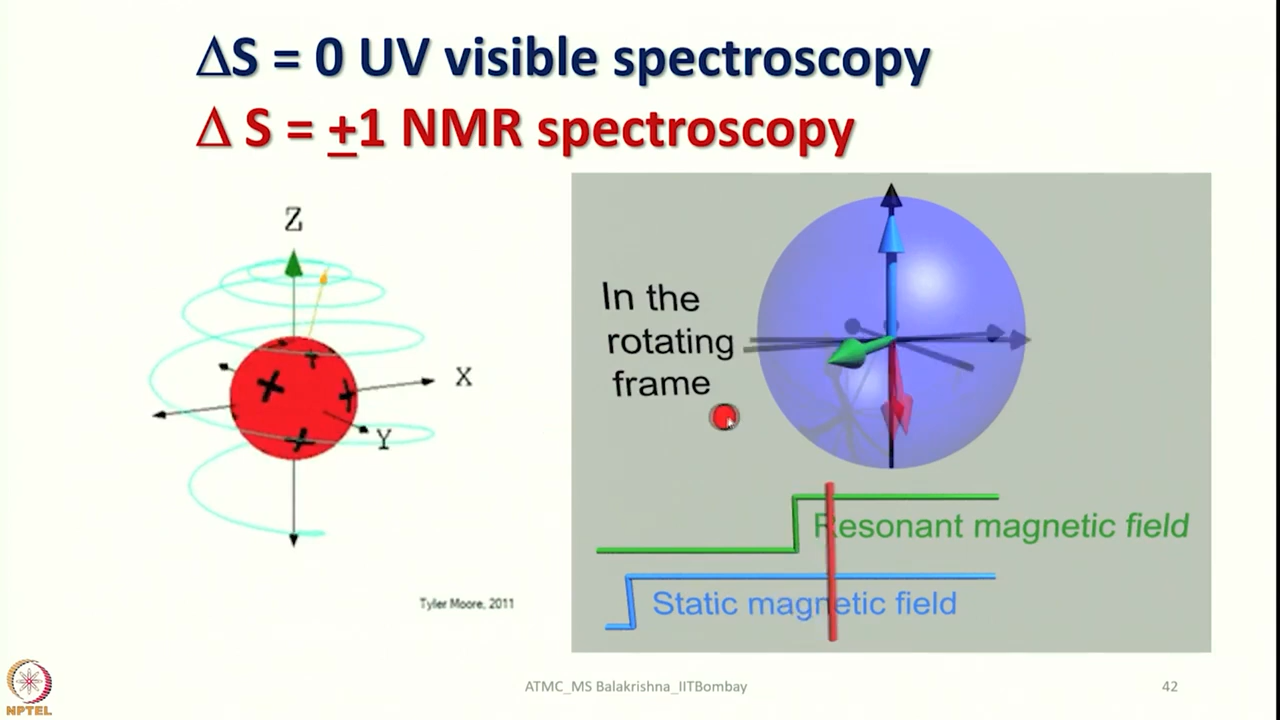 ΔS = 0 UV visible spectroscopy
Δ S = ±1 NMR spectroscopy
Z
X
Y
Tyler Moore, 2011
In the
rotating
frame
Resonant magnetic field
Static magnetic field
NPTEL
ATMC_MS Balakrishna_IITBombay
42